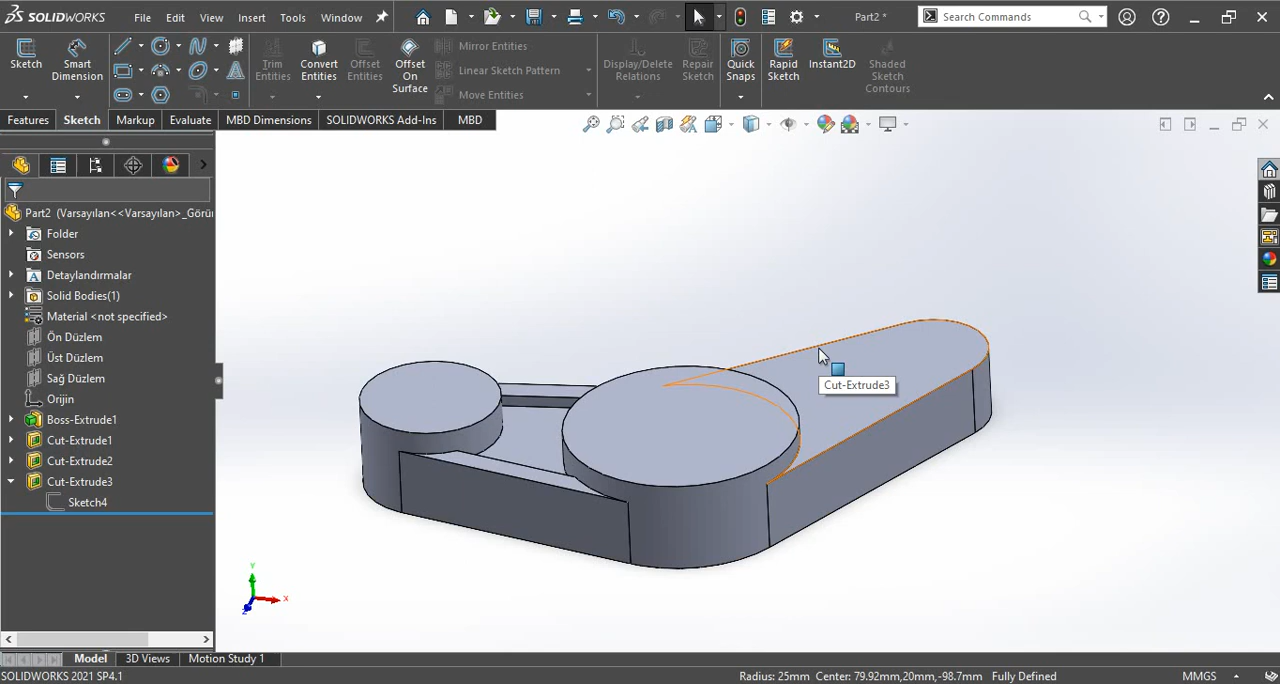 SOLIDWORKS File Edit View Insert Tools Window Part2 * Search Commands
Sketch Smart Dimension Trim Entities Convert Entities Offset Entities Offset On Surface Mirror Entities Linear Sketch Pattern Move Entities Display/Delete Relations Repair Sketch Quick Snaps Rapid Sketch Instant2D Shaded Sketch Contours
Features Sketch Markup Evaluate MBD Dimensions SOLIDWORKS Add-Ins MBD
Part2 (Varsayılan<<Varsayılan>_Görür
Folder
Sensors
Detaylandırmalar
Solid Bodies(1)
Material <not specified>
Ön Düzlem
Üst Düzlem
Sağ Düzlem
Orijin
Boss-Extrude1
Cut-Extrude1
Cut-Extrude2
Cut-Extrude3
Sketch4
Cut-Extrude3
Y
X
Z
Model 3D Views Motion Study 1
SOLIDWORKS 2021 SP4.1 Radius: 25mm Center: 79.92mm,20mm,-98.7mm Fully Defined MMGS